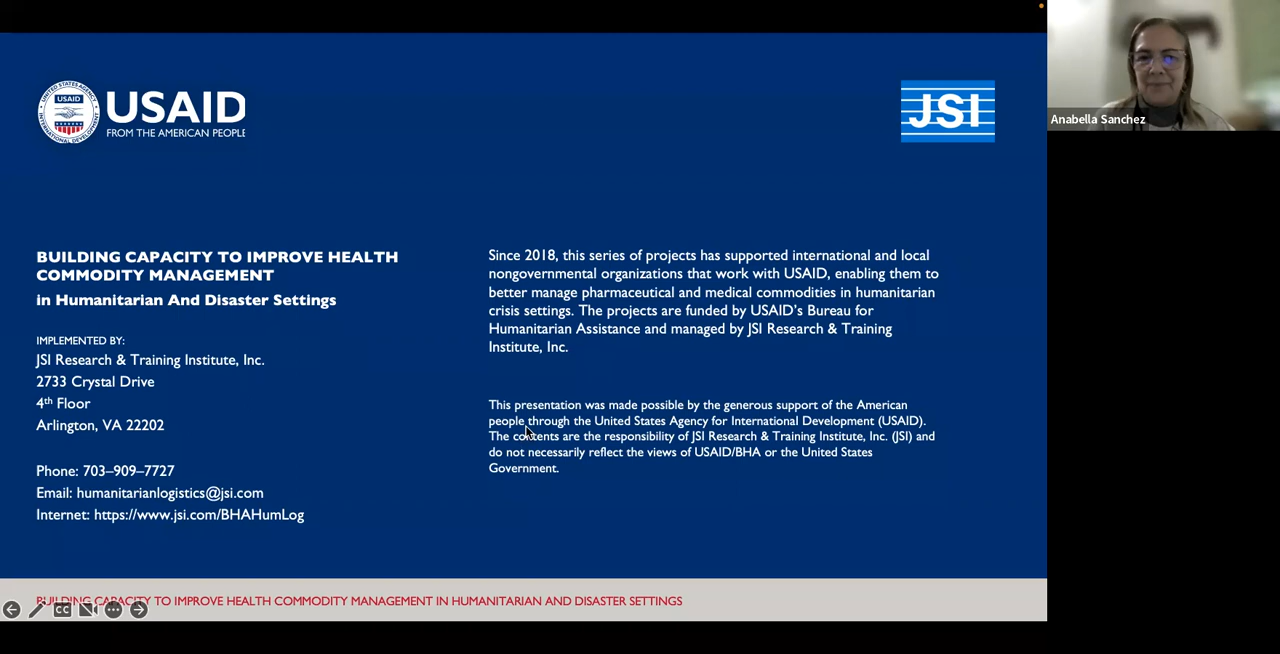 UNITED STATES AGENCY
USAID
INTERNATIONAL DEVELOPMENT
USAID
FROM THE AMERICAN PEOPLE
JSI
Anabella Sanchez
BUILDING CAPACITY TO IMPROVE HEALTH
COMMODITY MANAGEMENT
in Humanitarian And Disaster Settings
IMPLEMENTED BY:
JSI Research & Training Institute, Inc.
2733 Crystal Drive
4th Floor
Arlington, VA 22202
Phone: 703–909–7727
Email: humanitarianlogistics@jsi.com
Internet: https://www.jsi.com/BHAHumLog
Since 2018, this series of projects has supported international and local
nongovernmental organizations that work with USAID, enabling them to
better manage pharmaceutical and medical commodities in humanitarian
crisis settings. The projects are funded by USAID's Bureau for
Humanitarian Assistance and managed by JSI Research & Training
Institute, Inc.
This presentation was made possible by the generous support of the American
people through the United States Agency for International Development (USAID).
The contents are the responsibility of JSI Research & Training Institute, Inc. (JSI) and
do not necessarily reflect the views of USAID/BHA or the United States
Government.
BUILDING CAPACITY TO IMPROVE HEALTH COMMODITY MANAGEMENT IN HUMANITARIAN AND DISASTER SETTINGS
CC